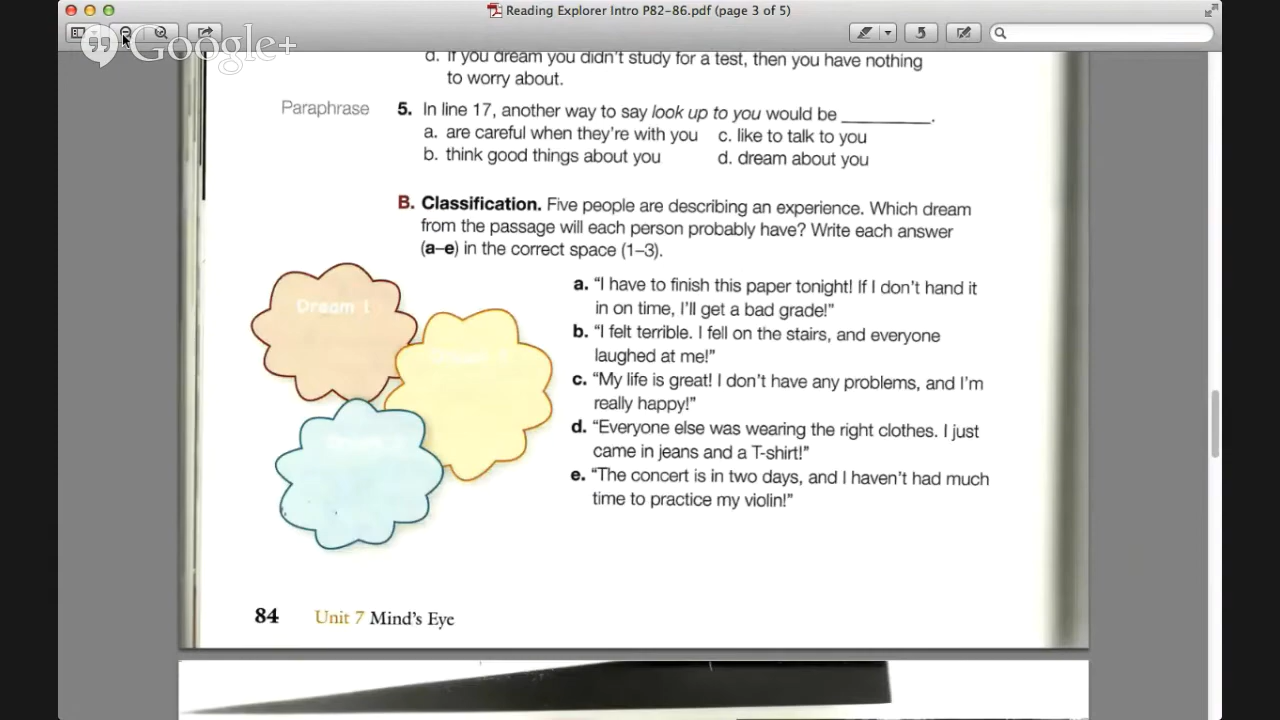 Reading Explorer Intro P82-86.pdf (page 3 of 5)
Google+
d. If you dream you didn't study for a test, then you have nothing
to worry about.
Paraphrase 5. In line 17, another way to say look up to you would be __________.
a. are careful when they're with you c. like to talk to you
b. think good things about you d. dream about you
B. Classification. Five people are describing an experience. Which dream
from the passage will each person probably have? Write each answer
(a–e) in the correct space (1–3).
a. "I have to finish this paper tonight! If I don't hand it
in on time, I'll get a bad grade!"
b. "I felt terrible. I fell on the stairs, and everyone
laughed at me!"
c. "My life is great! I don't have any problems, and I'm
really happy!"
d. "Everyone else was wearing the right clothes. I just
came in jeans and a T-shirt!"
e. "The concert is in two days, and I haven't had much
time to practice my violin!"
Dream 1
Dream
84 Unit 7 Mind's Eye